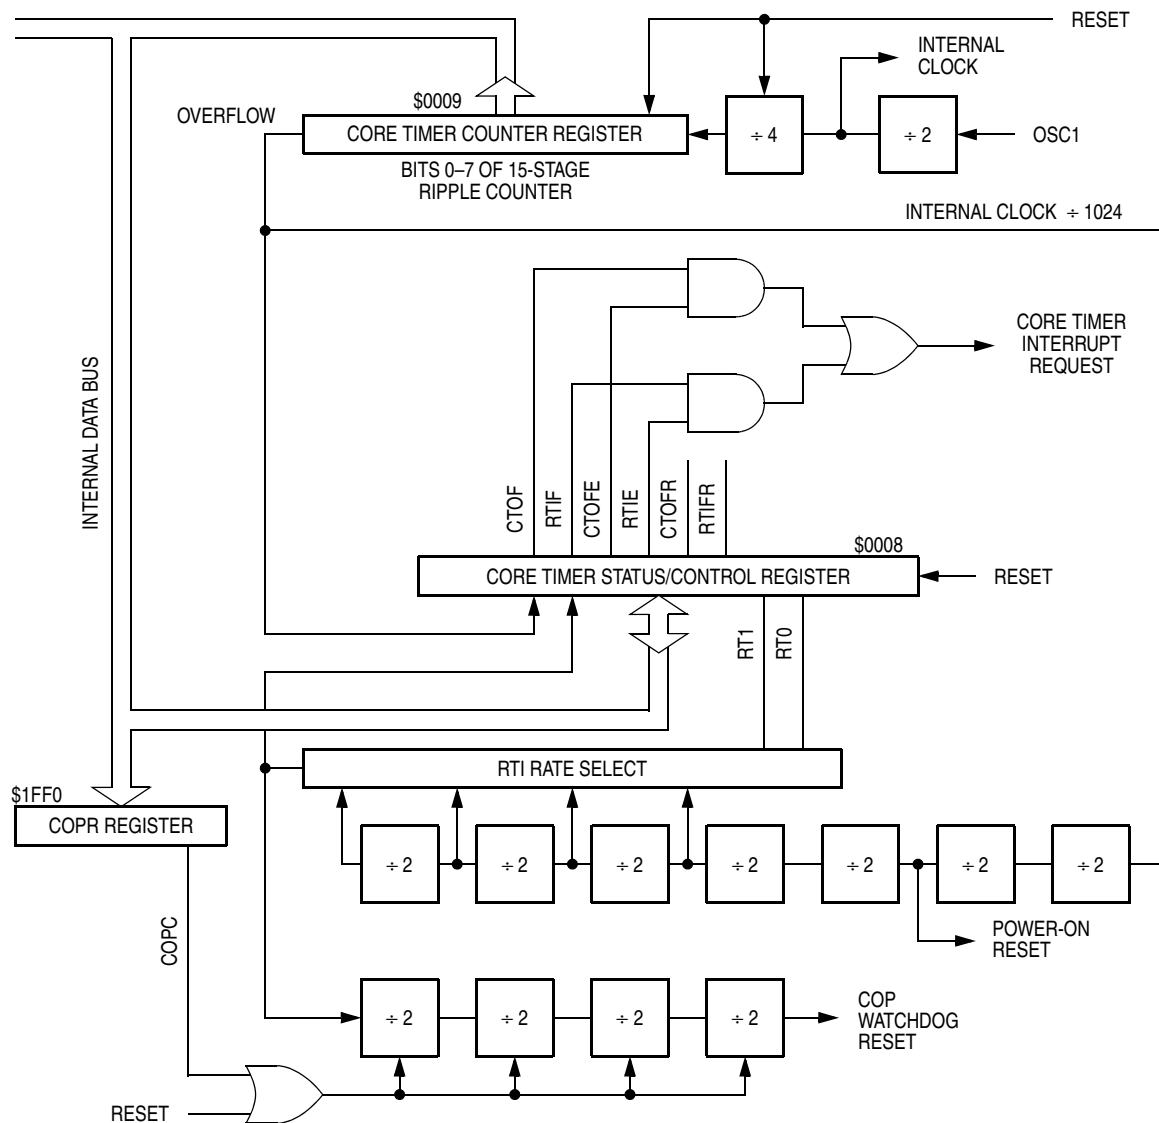 RESET
INTERNAL
CLOCK
$0009
OVERFLOW
CORE TIMER COUNTER REGISTER
÷ 4
÷ 2
OSC1
BITS 0–7 OF 15-STAGE
RIPPLE COUNTER
INTERNAL CLOCK ÷ 1024
CORE TIMER
INTERRUPT
REQUEST
INTERNAL DATA BUS
CTOF
RTIF
CTOFE
RTIE
CTOFR
RTIFR
$0008
CORE TIMER STATUS/CONTROL REGISTER
RESET
RT1
RT0
RTI RATE SELECT
$1FF0
COPR REGISTER
÷ 2
÷ 2
÷ 2
÷ 2
÷ 2
÷ 2
÷ 2
POWER-ON
RESET
COPC
÷ 2
÷ 2
÷ 2
÷ 2
COP
WATCHDOG
RESET
RESET